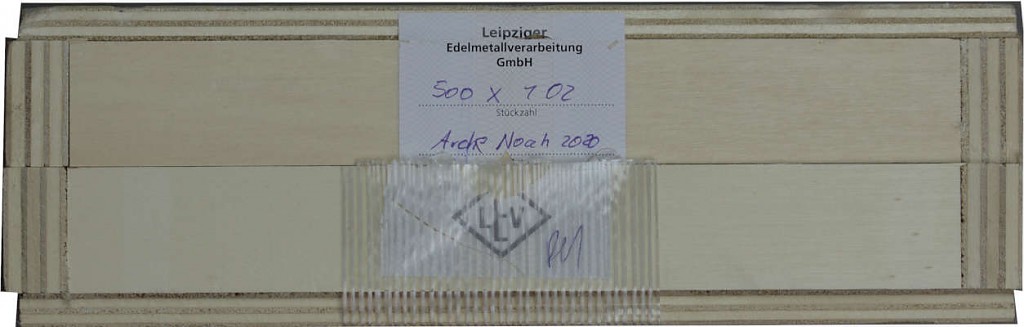 Leipziger
Edelmetallverarbeitung
GmbH
500 x 1 OZ
Stückzahl
Arche Noah 2020
LEV